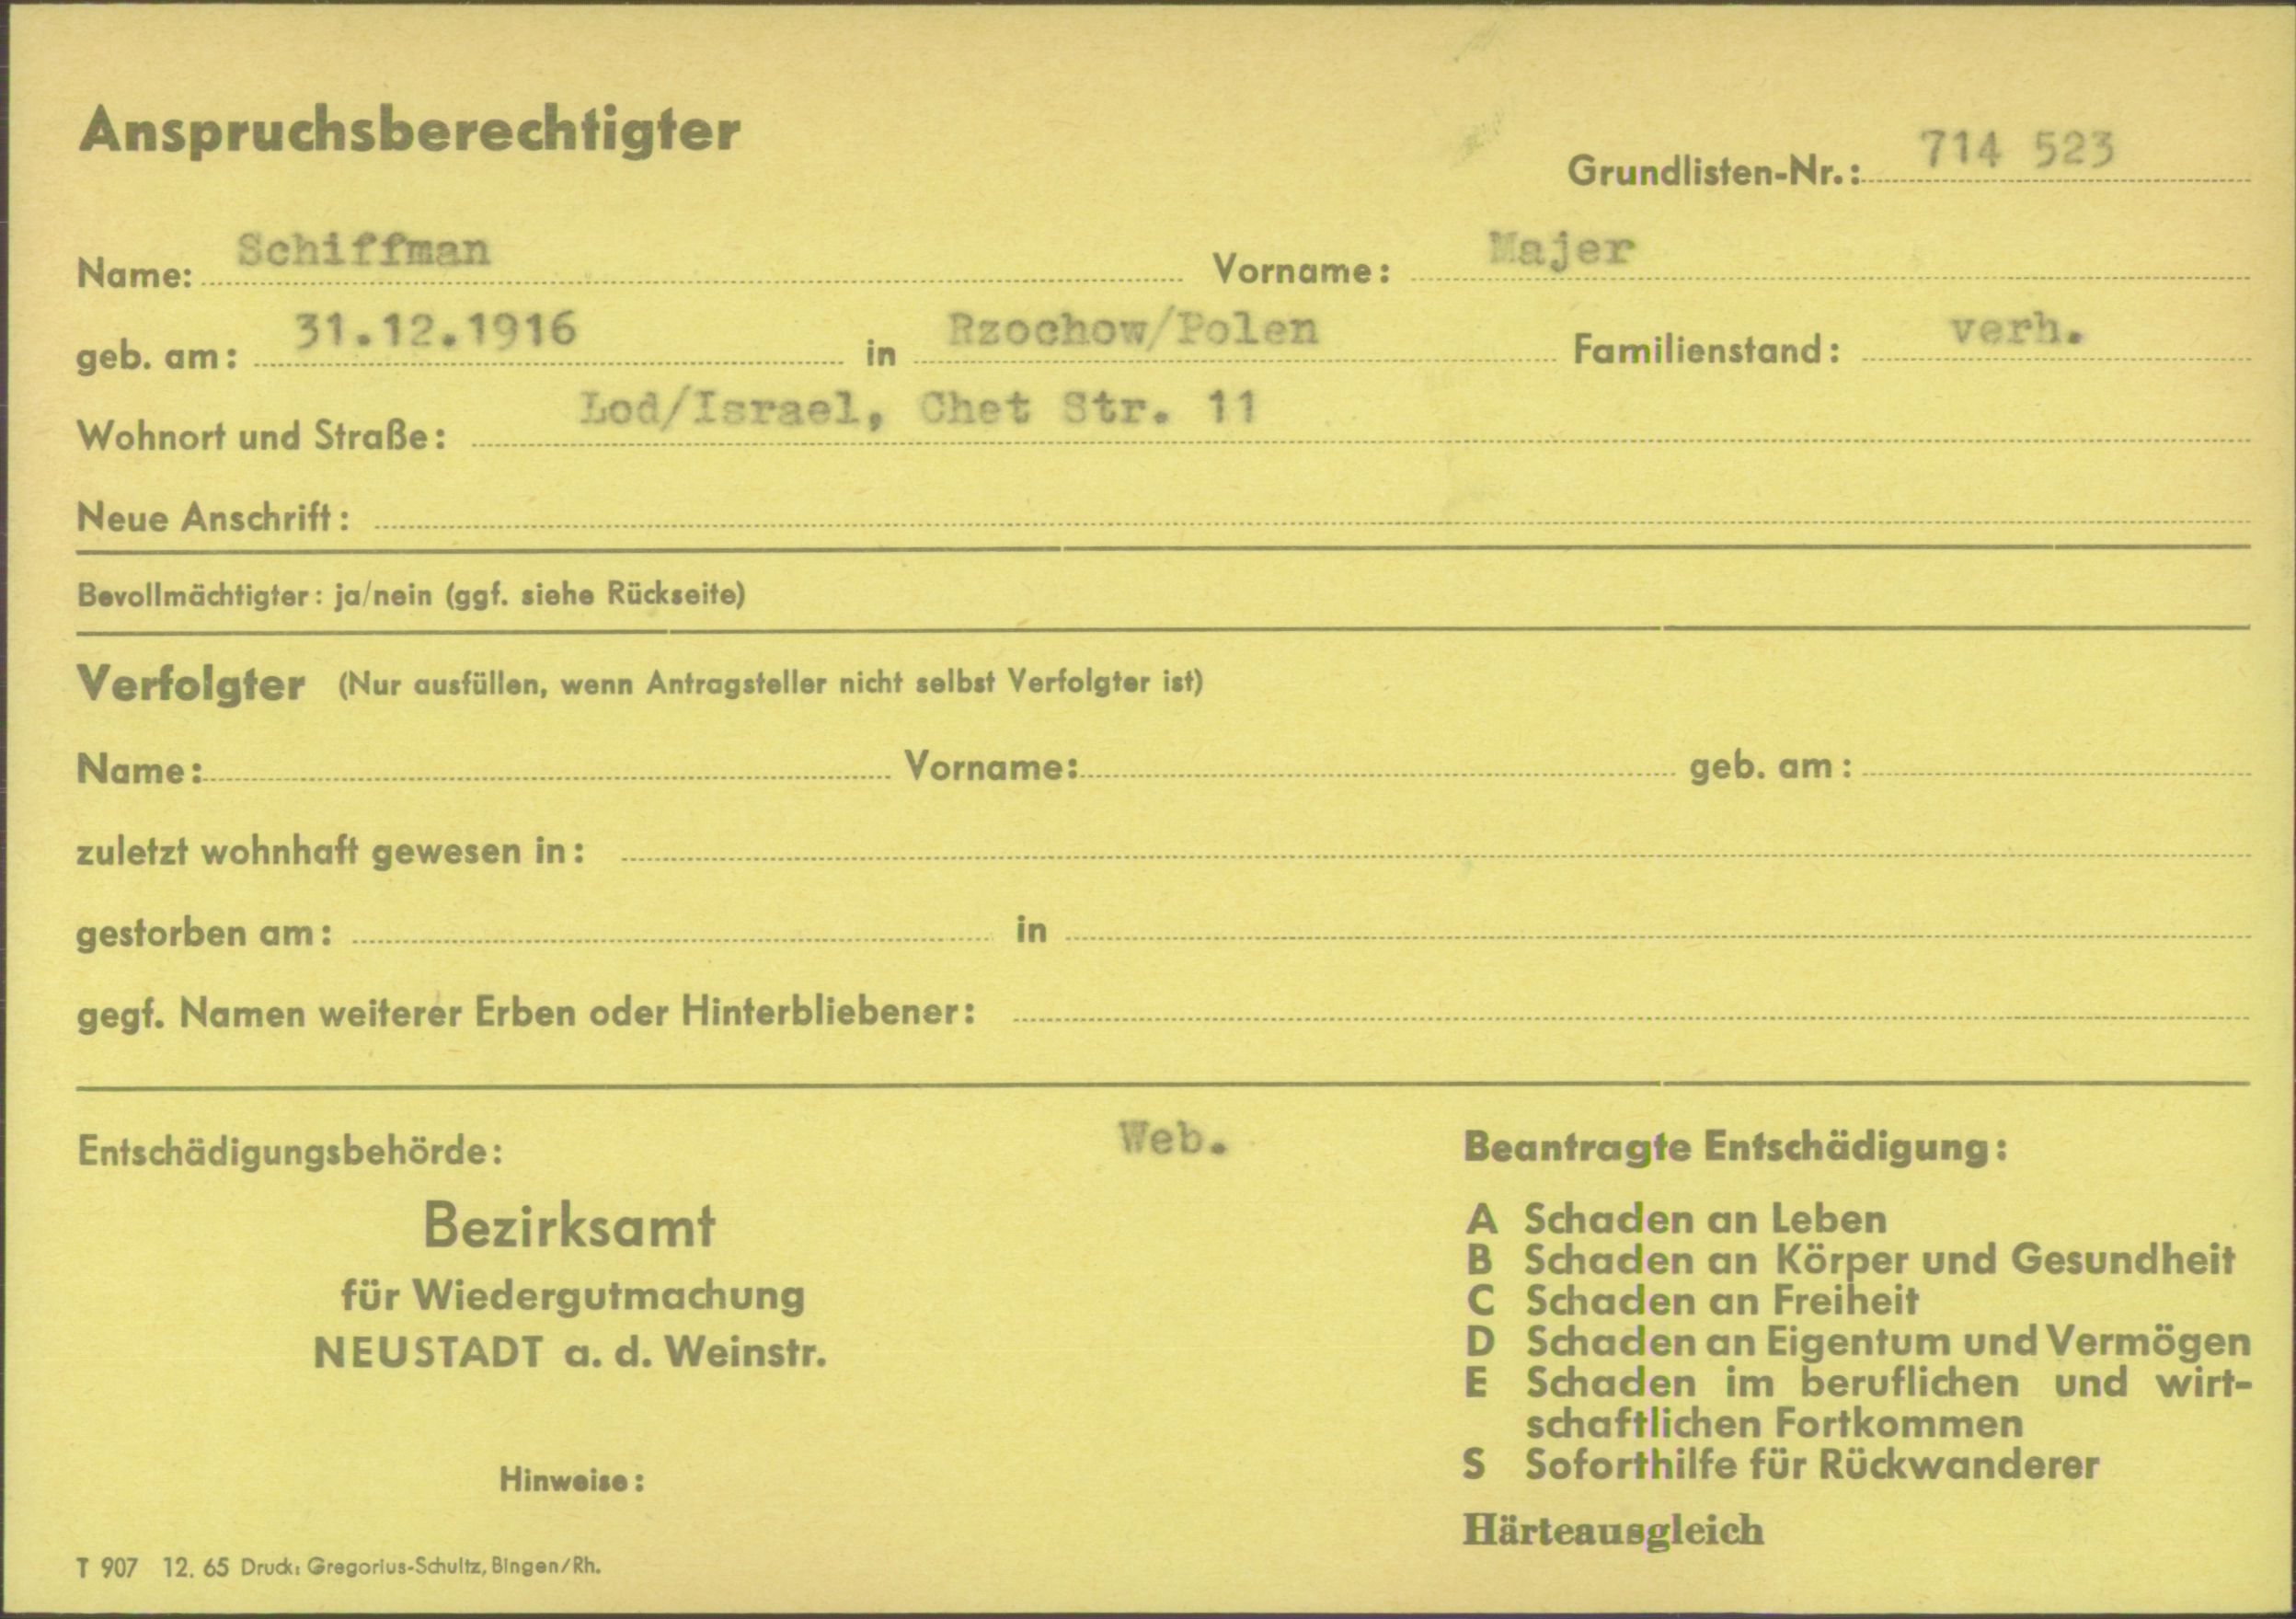 Anspruchsberechtigter
Grundlisten-Nr.: 714 523
Name: Schiffman Vorname: Majer
geb. am: 31.12.1916 in Rzochow/Polen Familienstand: verh.
Wohnort und Straße: Lod/Israel, Chet Str. 11
Neue Anschrift:
Bevollmächtigter: ja/nein (ggf. siehe Rückseite)
Verfolgter (Nur ausfüllen, wenn Antragsteller nicht selbst Verfolgter ist)
Name: Vorname: geb. am:
zuletzt wohnhaft gewesen in:
gestorben am: in
gegf. Namen weiterer Erben oder Hinterbliebener:
Entschädigungsbehörde:
Bezirksamt
für Wiedergutmachung
NEUSTADT a. d. Weinstr.
Hinweise:
Web.
Beantragte Entschädigung:
A Schaden an Leben
B Schaden an Körper und Gesundheit
C Schaden an Freiheit
D Schaden an Eigentum und Vermögen
E Schaden im beruflichen und wirt-
schaftlichen Fortkommen
S Soforthilfe für Rückwanderer
Härteausgleich
T 907 12. 65 Druck: Gregorius-Schultz, Bingen/Rh.